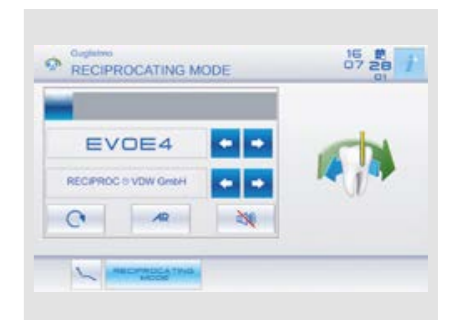 Guglielmo
RECIPROCATING MODE
16
07 28
01
i
EVOE4
RECIPROC ® VDW GmbH
AR
RECIPROCATING
MODE